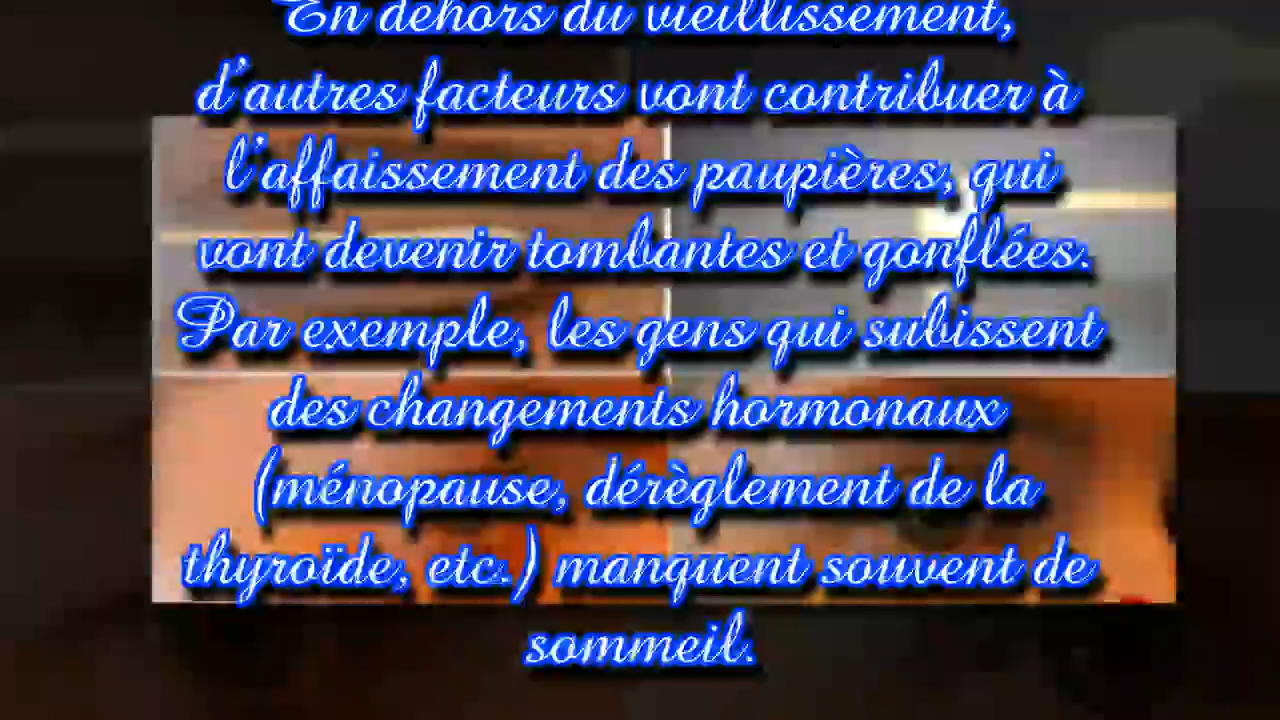 En dehors du vieillissement,
d'autres facteurs vont contribuer à
l'affaissement des paupières, qui
vont devenir tombantes et gonflées.
Par exemple, les gens qui subissent
des changements hormonaux
(ménopause, dérèglement de la
thyroïde, etc.) manquent souvent de
sommeil.